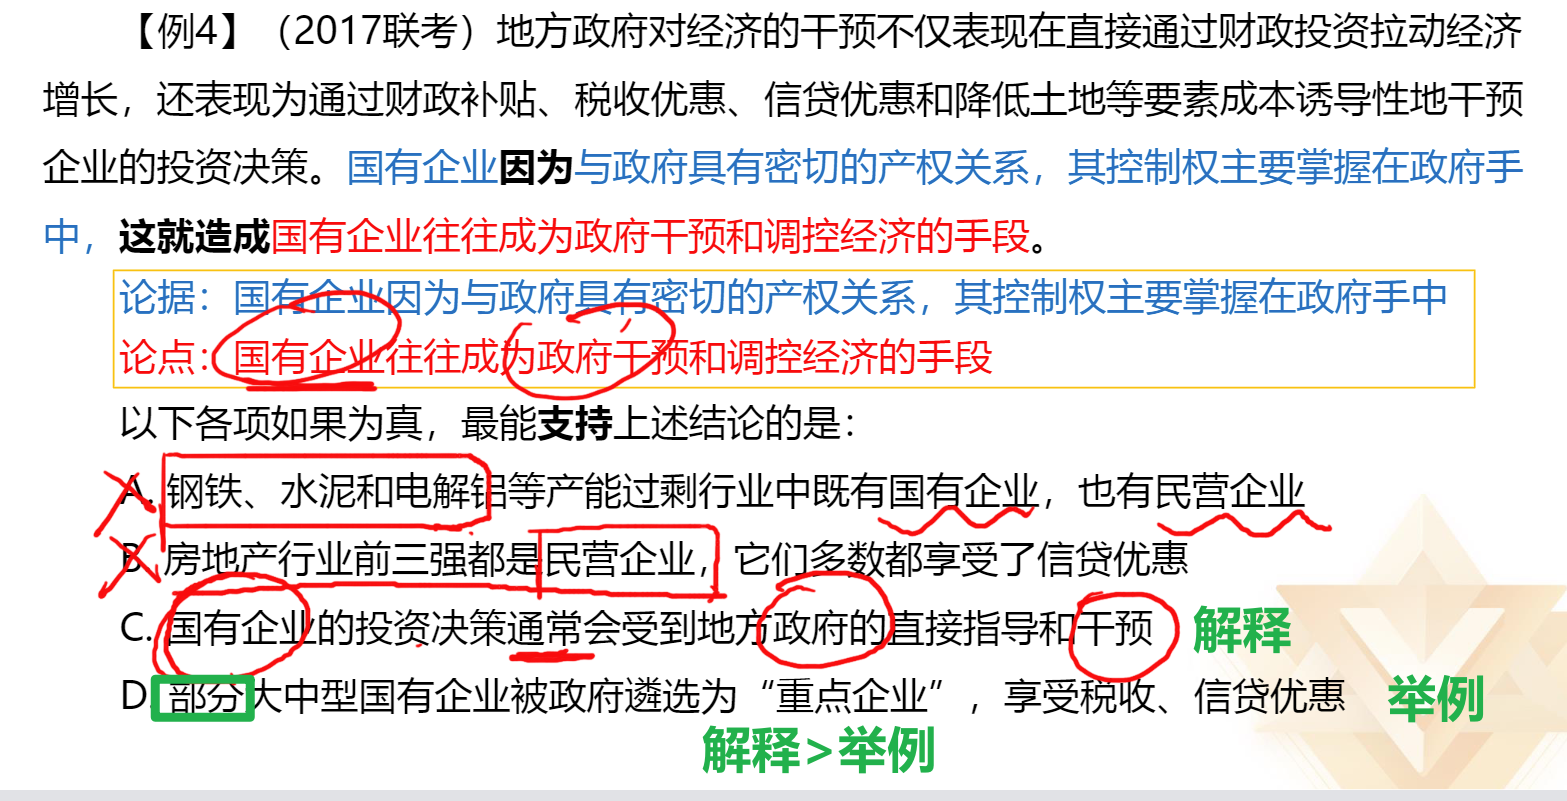 【例4】（2017联考）地方政府对经济的干预不仅表现在直接通过财政投资拉动经济
增长，还表现为通过财政补贴、税收优惠、信贷优惠和降低土地等要素成本诱导性地干预
企业的投资决策。国有企业因为与政府具有密切的产权关系，其控制权主要掌握在政府手
中，这就造成国有企业往往成为政府干预和调控经济的手段。
论据：国有企业因为与政府具有密切的产权关系，其控制权主要掌握在政府手中
论点：国有企业往往成为政府干预和调控经济的手段
以下各项如果为真，最能支持上述结论的是：
A. 钢铁、水泥和电解铝等产能过剩行业中既有国有企业，也有民营企业
B. 房地产行业前三强都是民营企业，它们多数都享受了信贷优惠
C. 国有企业的投资决策通常会受到地方政府的直接指导和干预 解释
D. 部分大中型国有企业被政府遴选为“重点企业”，享受税收、信贷优惠 举例
解释>举例